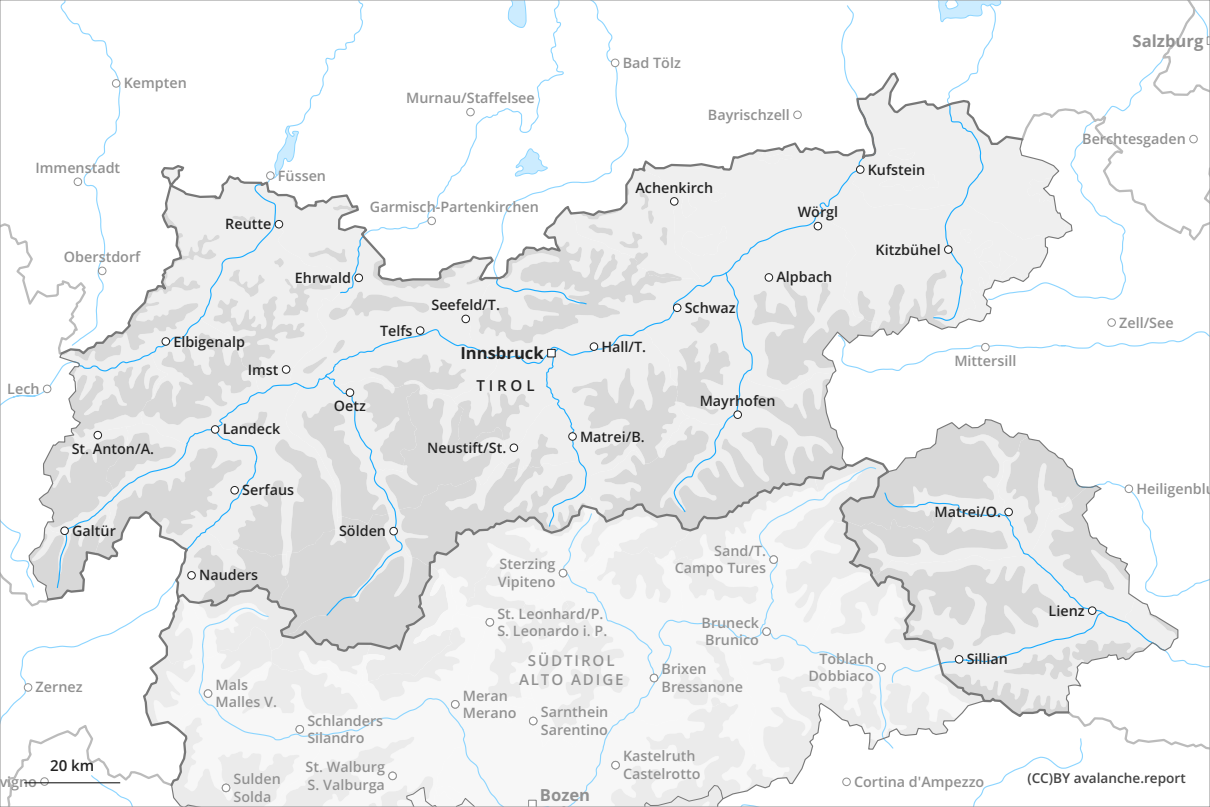 Salzburg
Bad Tölz
Kempten
Murnau/Staffelsee
Bayrischzell
Berchtesgaden
Immenstadt
Füssen
Kufstein
Achenkirch
Garmisch-Partenkirchen
Wörgl
Reutte
Kitzbühel
Oberstdorf
Ehrwald
Alpbach
Seefeld/T.
Schwaz
Telfs
Zell/See
Elbigenalp
Innsbruck
Hall/T.
Mittersill
Imst
TIROL
Lech
Oetz
Mayrhofen
Landeck
Matrei/B.
St. Anton/A.
Neustift/St.
Serfaus
Heiligenblu
Matrei/O.
Galtür
Sölden
Sand/T.
Campo Tures
Sterzing
Vipiteno
Nauders
Lienz
St. Leonhard/P.
S. Leonardo i. P.
Bruneck
Brunico
SÜDTIROL
ALTO ADIGE
Toblach
Dobbiaco
Sillian
Brixen
Bressanone
Zernez
Mals
Malles V.
Meran
Merano
Sarnthein
Sarentino
Schlanders
Silandro
Kastelruth
Castelrotto
20 km
St. Walburg
S. Valburga
vigno
Sulden
Solda
Cortina d'Ampezzo
(CC)BY avalanche.report
Bozen